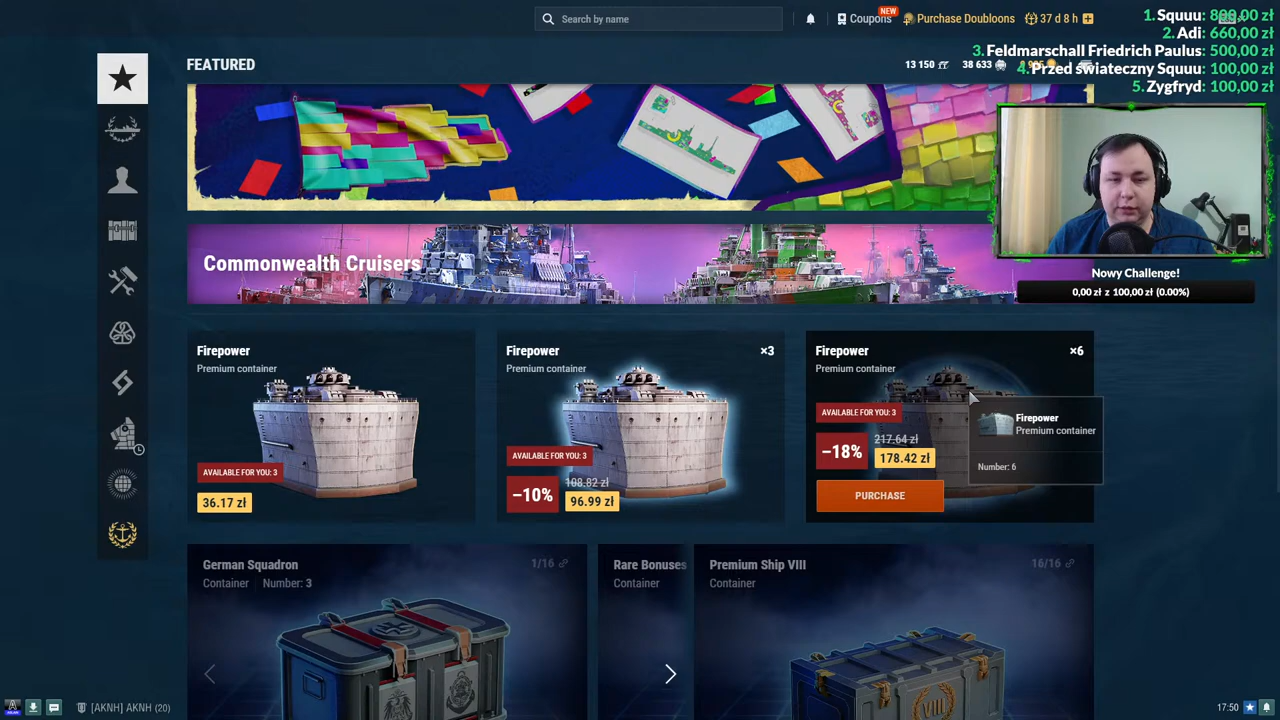 Search by name
NEW
Coupons
Purchase Doubloons
37 d 8 h
1. Squuu: 800,00 zł
2. Adi: 660,00 zł
3. Feldmarschall Friedrich Paulus: 500,00 zł
4. Przed świateczny Squuu: 100,00 zł
5. Zygfryd: 100,00 zł
FEATURED
13 150
38 633
Commonwealth Cruisers
Nowy Challenge!
0,00 zł z 100,00 zł (0.00%)
Firepower
Premium container
AVAILABLE FOR YOU: 3
36.17 zł
Firepower
×3
Premium container
AVAILABLE FOR YOU: 3
−10%
108.82 zł
96.99 zł
Firepower
×6
Premium container
AVAILABLE FOR YOU: 3
−18%
217.64 zł
178.42 zł
PURCHASE
Firepower
Premium container
Number: 6
German Squadron
1/16
Container
Number: 3
Rare Bonuses
Container
Premium Ship VIII
16/16
Container
VIII
[AKNH] AKNH (20)
17:50